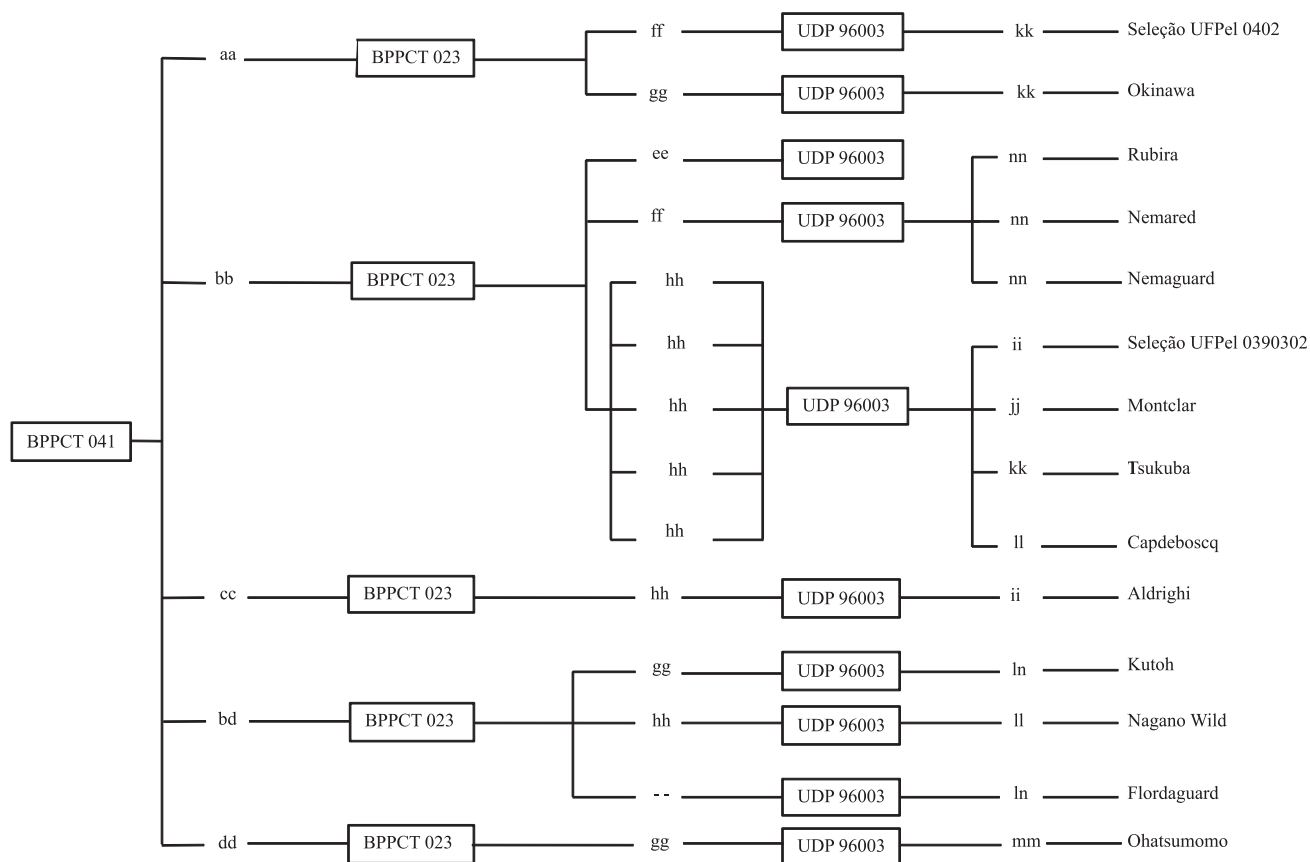 aa BPPCT 023 ff UDP 96003 kk Seleção UFPel 0402
gg UDP 96003 kk Okinawa
ee UDP 96003 nn Rubira
bb BPPCT 023 ff UDP 96003 nn Nemared
hh nn Nemaguard
hh ii Seleção UFPel 0390302
BPPCT 041 hh UDP 96003 jj Montclar
hh kk Tsukuba
hh ll Capdeboscq
cc BPPCT 023 hh UDP 96003 ii Aldrighi
gg UDP 96003 ln Kutoh
bd BPPCT 023 hh UDP 96003 ll Nagano Wild
-- UDP 96003 ln Flordaguard
dd BPPCT 023 gg UDP 96003 mm Ohatsumomo